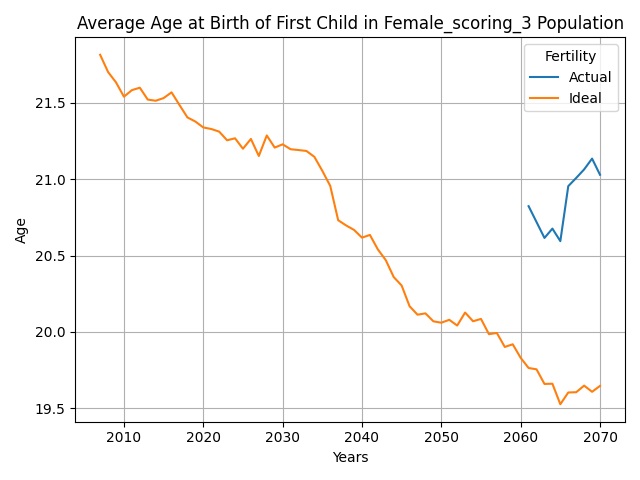 Average Age at Birth of First Child in Female_scoring_3 Population
Fertility
Actual
Ideal
21.5
21.0
20.5
20.0
19.5
Age
2010 2020 2030 2040 2050 2060 2070
Years